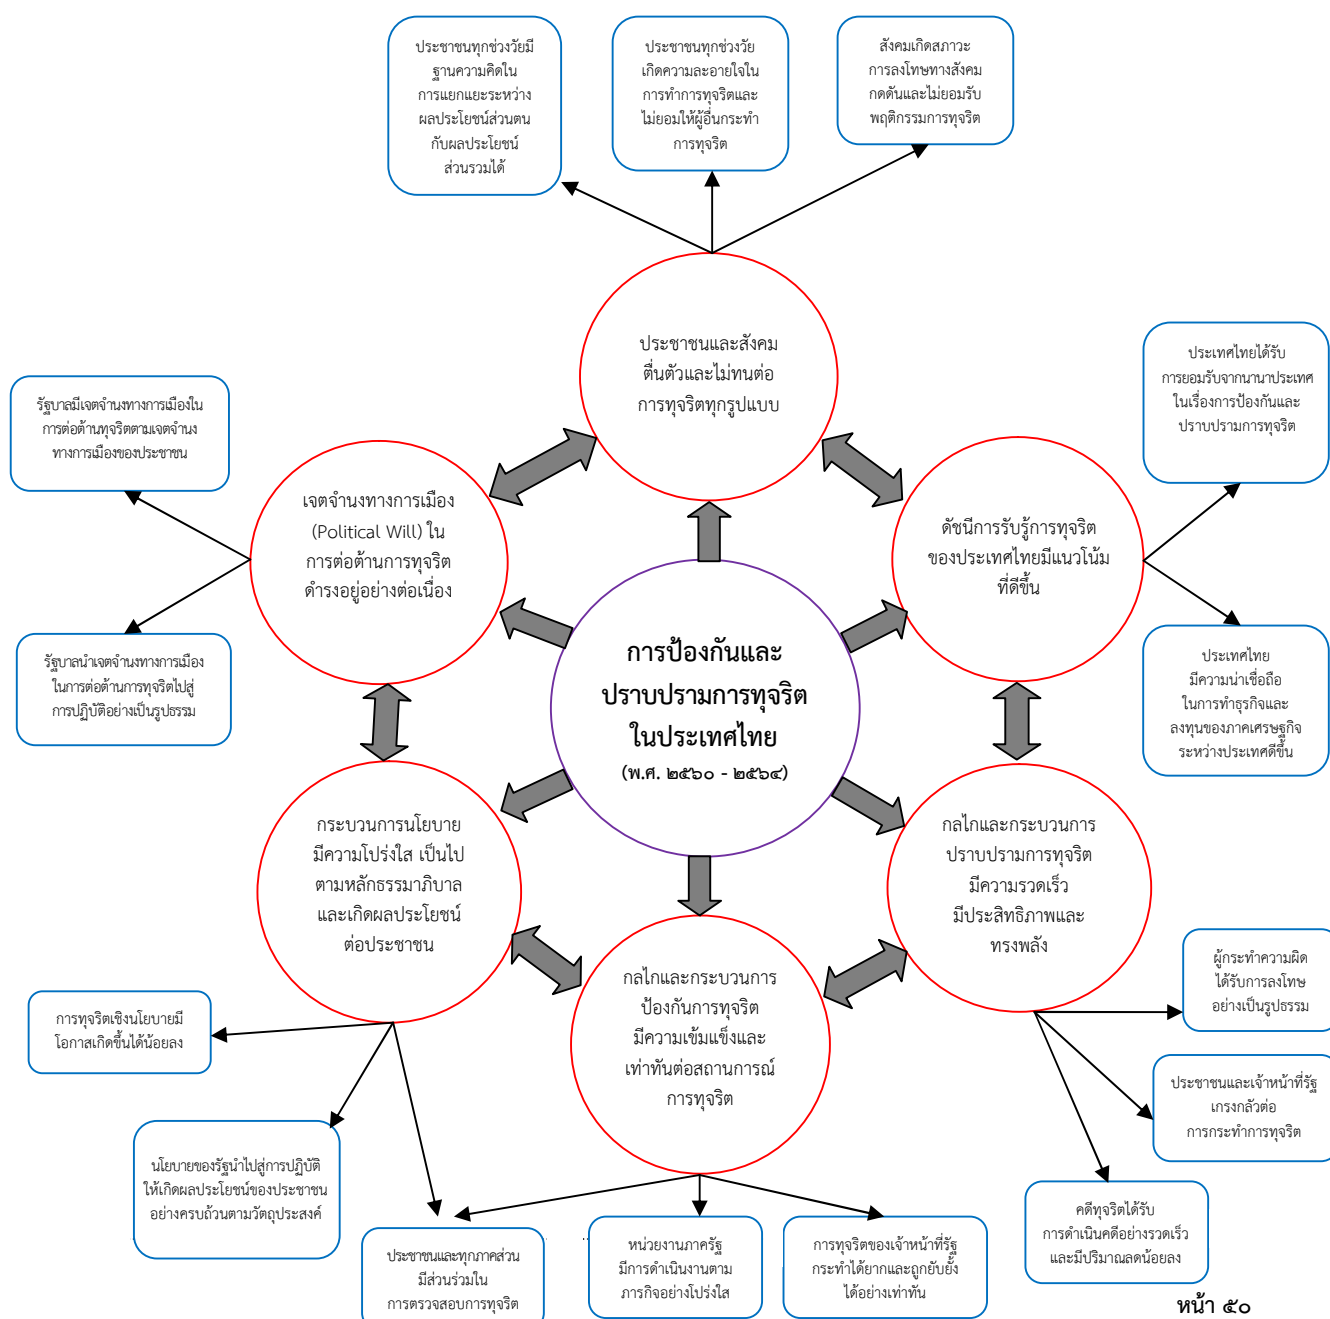 ประชาชนทุกช่วงวัยมี
ฐานความคิดใน
การแยกแยะระหว่าง
ผลประโยชน์ส่วนตน
กับผลประโยชน์
ส่วนรวมได้
ประชาชนทุกช่วงวัย
เกิดความละอายใจใน
การทำการทุจริตและ
ไม่ยอมให้ผู้อื่นกระทำ
การทุจริต
สังคมเกิดสภาวะ
การลงโทษทางสังคม
กดดันและไม่ยอมรับ
พฤติกรรมการทุจริต
ประชาชนและสังคม
ตื่นตัวและไม่ทนต่อ
การทุจริตทุกรูปแบบ
ประเทศไทยได้รับ
การยอมรับจากนานาประเทศ
ในเรื่องการป้องกันและ
ปราบปรามการทุจริต
รัฐบาลมีเจตจำนงทางการเมืองใน
การต่อต้านทุจริตตามเจตจำนง
ทางการเมืองของประชาชน
เจตจำนงทางการเมือง
(Political Will) ใน
การต่อต้านการทุจริต
ดำรงอยู่อย่างต่อเนื่อง
ดัชนีการรับรู้การทุจริต
ของประเทศไทยมีแนวโน้ม
ที่ดีขึ้น
รัฐบาลนำเจตจำนงทางการเมือง
ในการต่อต้านการทุจริตไปสู่
การปฏิบัติอย่างเป็นรูปธรรม
การป้องกันและ
ปราบปรามการทุจริต
ในประเทศไทย
(พ.ศ. ๒๕๖๐ - ๒๕๖๔)
ประเทศไทย
มีความน่าเชื่อถือ
ในการทำธุรกิจและ
ลงทุนของภาคเศรษฐกิจ
ระหว่างประเทศดีขึ้น
กระบวนการนโยบาย
มีความโปร่งใส เป็นไป
ตามหลักธรรมาภิบาล
และเกิดผลประโยชน์
ต่อประชาชน
กลไกและกระบวนการ
ปราบปรามการทุจริต
มีความรวดเร็ว
มีประสิทธิภาพและ
ทรงพลัง
กลไกและกระบวนการ
ป้องกันการทุจริต
มีความเข้มแข็งและ
เท่าทันต่อสถานการณ์
การทุจริต
ผู้กระทำความผิด
ได้รับการลงโทษ
อย่างเป็นรูปธรรม
การทุจริตเชิงนโยบายมี
โอกาสเกิดขึ้นได้น้อยลง
ประชาชนและเจ้าหน้าที่รัฐ
เกรงกลัวต่อ
การกระทำการทุจริต
นโยบายของรัฐนำไปสู่การปฏิบัติ
ให้เกิดผลประโยชน์ของประชาชน
อย่างครบถ้วนตามวัตถุประสงค์
คดีทุจริตได้รับ
การดำเนินคดีอย่างรวดเร็ว
และมีปริมาณลดน้อยลง
ประชาชนและทุกภาคส่วน
มีส่วนร่วมใน
การตรวจสอบการทุจริต
หน่วยงานภาครัฐ
มีการดำเนินงานตาม
ภารกิจอย่างโปร่งใส
การทุจริตของเจ้าหน้าที่รัฐ
กระทำได้ยากและถูกยับยั้ง
ได้อย่างเท่าทัน
หน้า ๕๐